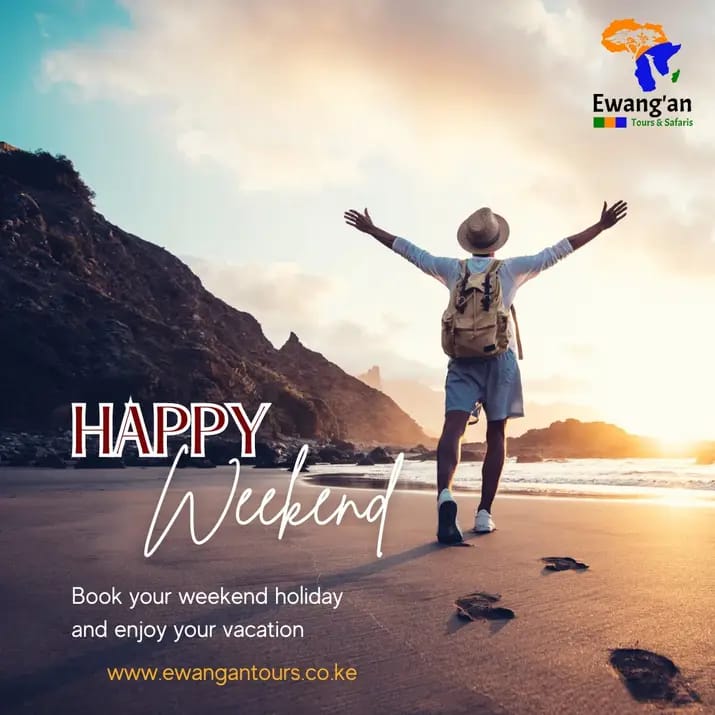 Ewang'an
Tours & Safaris
HAPPY
Weekend
Book your weekend holiday
and enjoy your vacation
www.ewangantours.co.ke